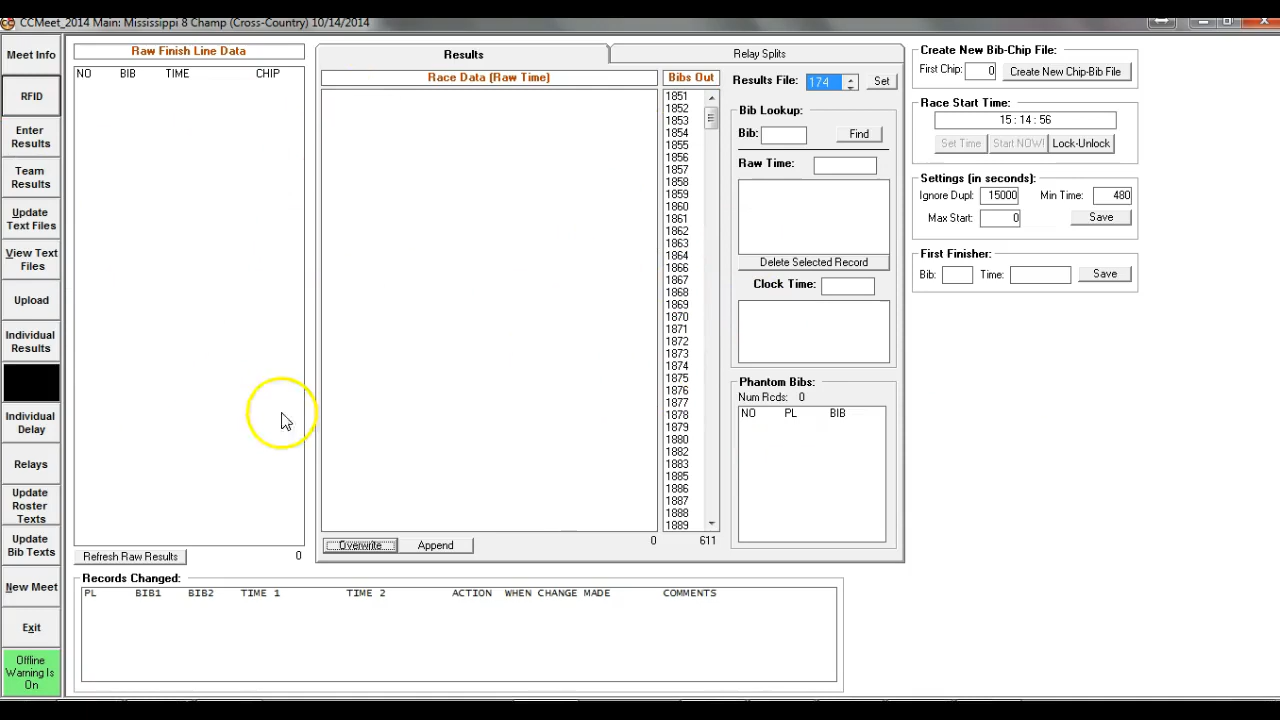 CCMeet_2014 Main: Mississippi 8 Champ (Cross-Country) 10/14/2014
Meet Info
RFID
Enter
Results
Team
Results
Update
Text Files
View Text
Files
Upload
Individual
Results
Individual
Delay
Relays
Update
Roster
Texts
Update
Bib Texts
New Meet
Exit
Offline
Warning Is
On
Raw Finish Line Data
NO BIB TIME CHIP
Refresh Raw Results 0
Results
Relay Splits
Race Data (Raw Time)
Overwrite Append 0
Bibs Out
1851
1852
1853
1854
1855
1856
1857
1858
1859
1860
1861
1862
1863
1864
1866
1867
1868
1869
1870
1871
1872
1873
1874
1875
1876
1877
1878
1879
1880
1882
1883
1885
1886
1887
1888
1889
611
Results File: 174 Set
Bib Lookup:
Bib: Find
Raw Time:
Delete Selected Record
Clock Time:
Phantom Bibs:
Num Rcds: 0
NO PL BIB
Create New Bib-Chip File:
First Chip: 0 Create New Chip-Bib File
Race Start Time:
15 : 14 : 56
Set Time Start NOW! Lock-Unlock
Settings (in seconds):
Ignore Dupl: 15000 Min Time: 480
Max Start: 0 Save
First Finisher:
Bib: Time: Save
Records Changed:
PL BIB1 BIB2 TIME 1 TIME 2 ACTION WHEN CHANGE MADE COMMENTS